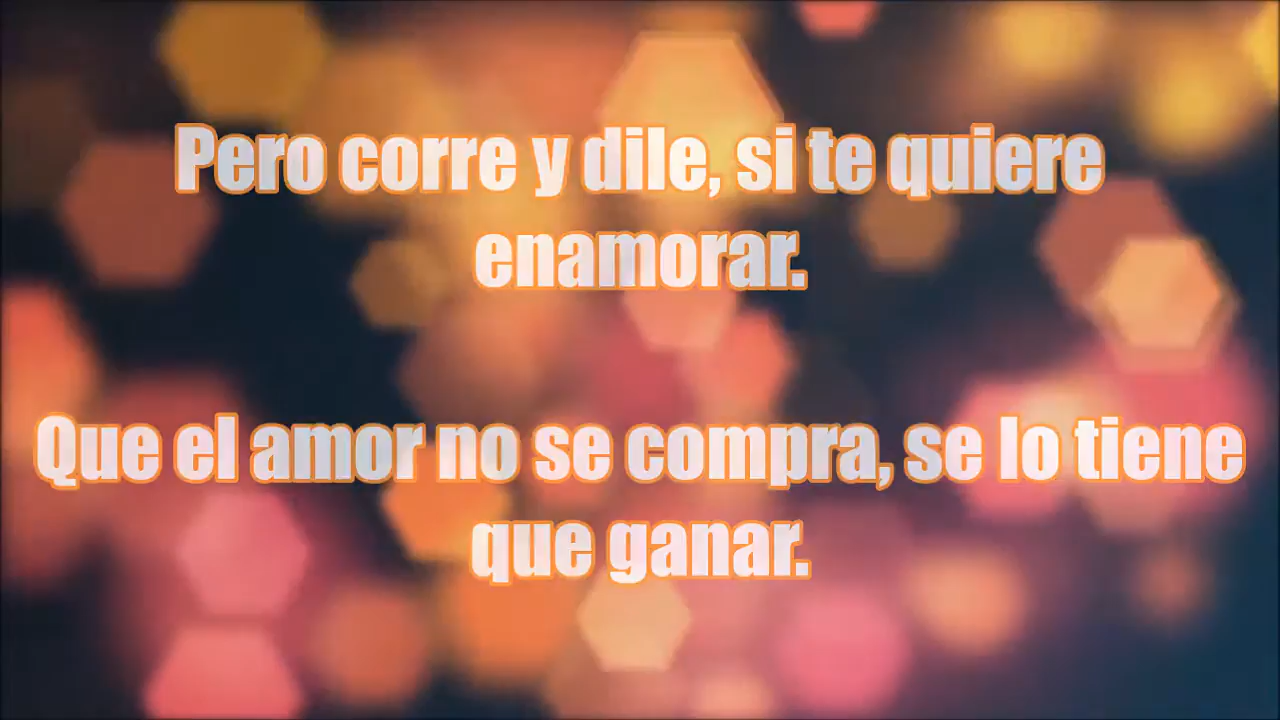 Pero corre y dile, si te quiere
enamorar.
Que el amor no se compra, se lo tiene
que ganar.